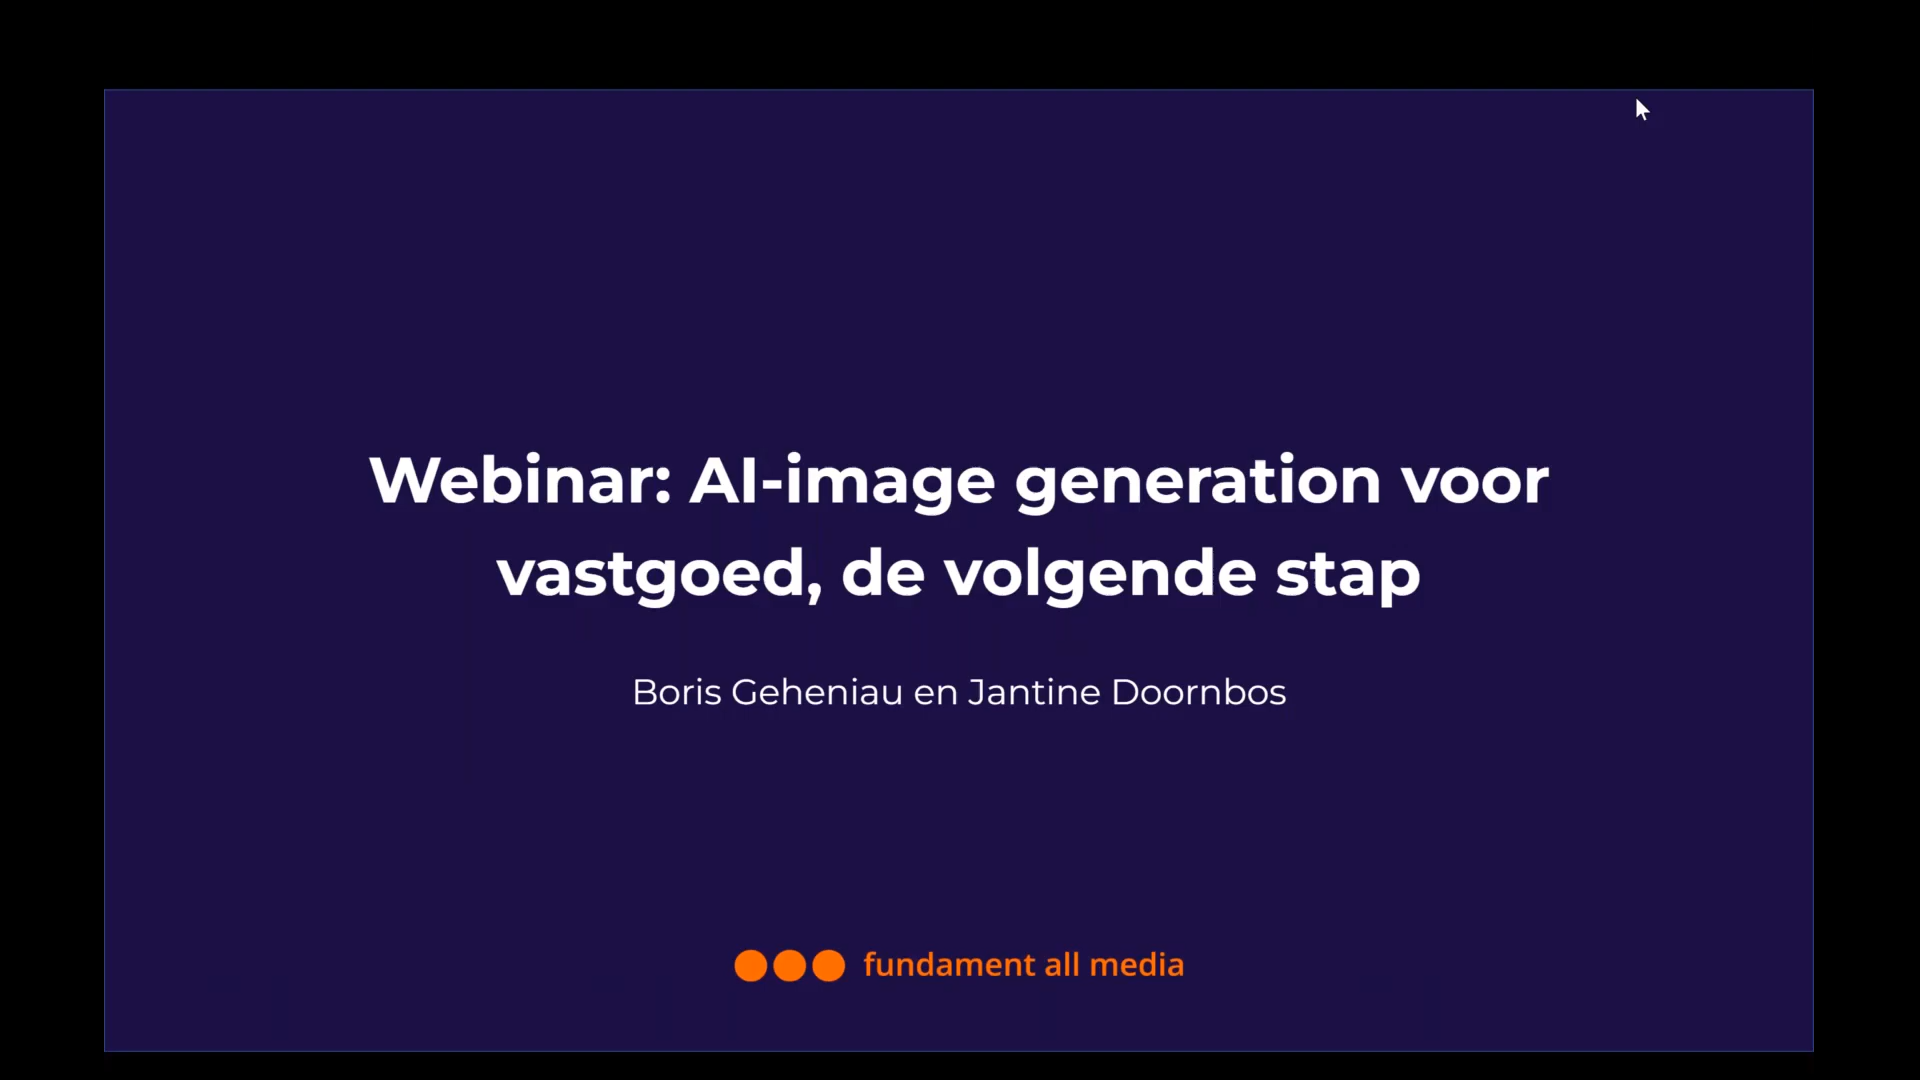 Webinar: AI-image generation voor
vastgoed, de volgende stap
Boris Geheniau en Jantine Doornbos
fundament all media